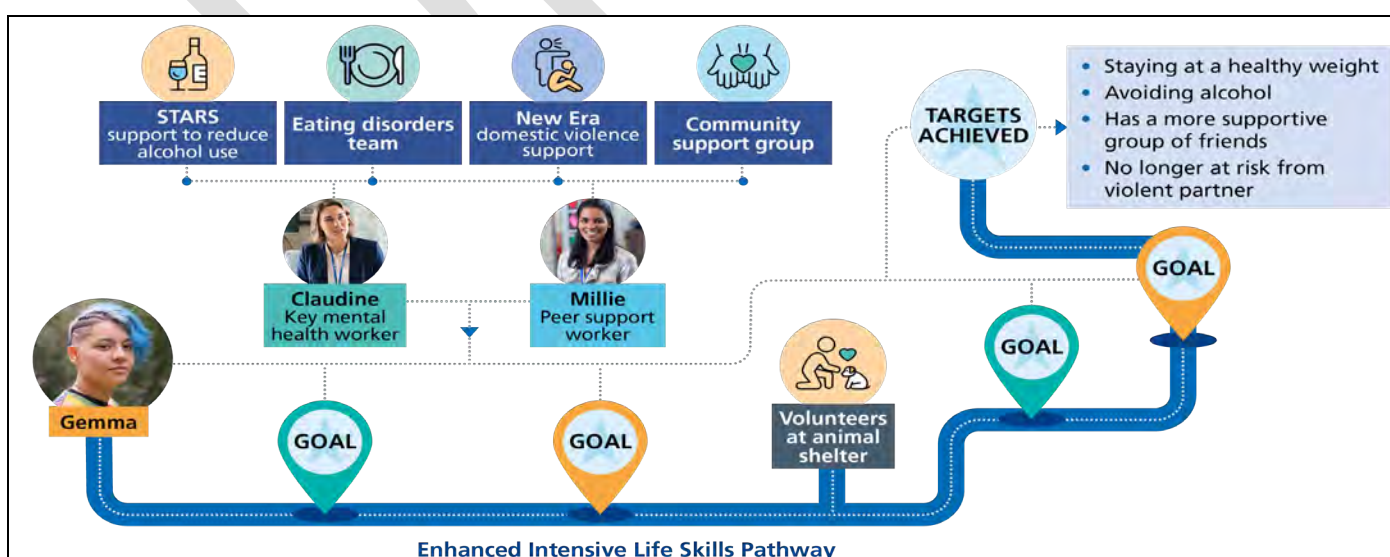 STARS
support to reduce
alcohol use
Eating disorders
team
New Era
domestic violence
support
Community
support group
TARGETS
ACHIEVED
• Staying at a healthy weight
• Avoiding alcohol
• Has a more supportive
group of friends
• No longer at risk from
violent partner
Claudine
Key mental
health worker
Millie
Peer support
worker
Gemma
GOAL
GOAL
Volunteers
at animal
shelter
GOAL
GOAL
Enhanced Intensive Life Skills Pathway